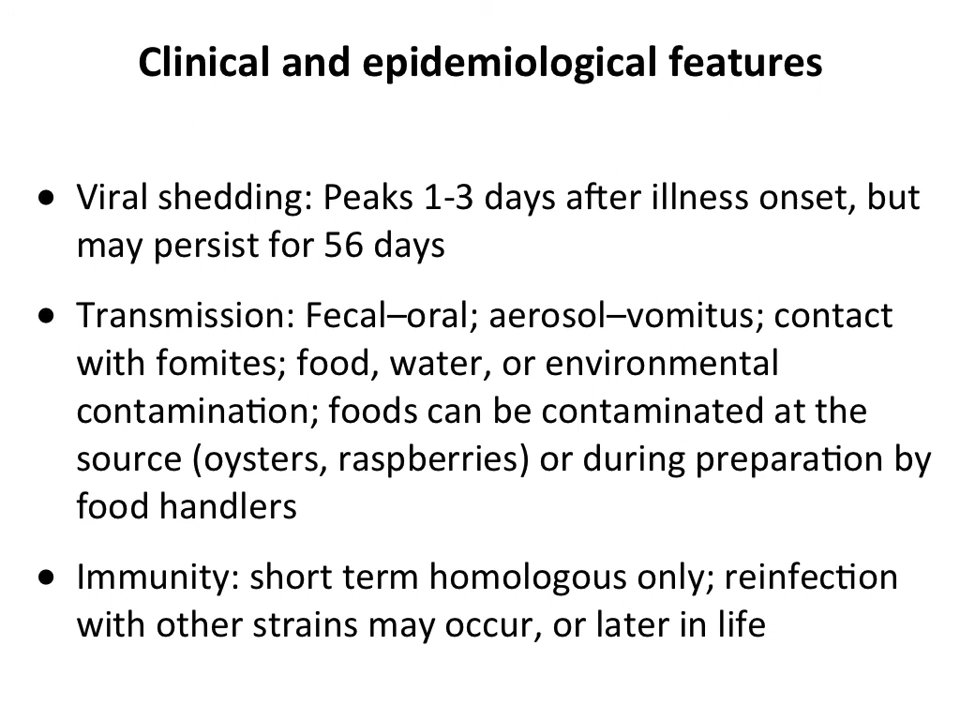 Clinical and epidemiological features
• Viral shedding: Peaks 1-3 days after illness onset, but
may persist for 56 days
• Transmission: Fecal–oral; aerosol–vomitus; contact
with fomites; food, water, or environmental
contamination; foods can be contaminated at the
source (oysters, raspberries) or during preparation by
food handlers
• Immunity: short term homologous only; reinfection
with other strains may occur, or later in life